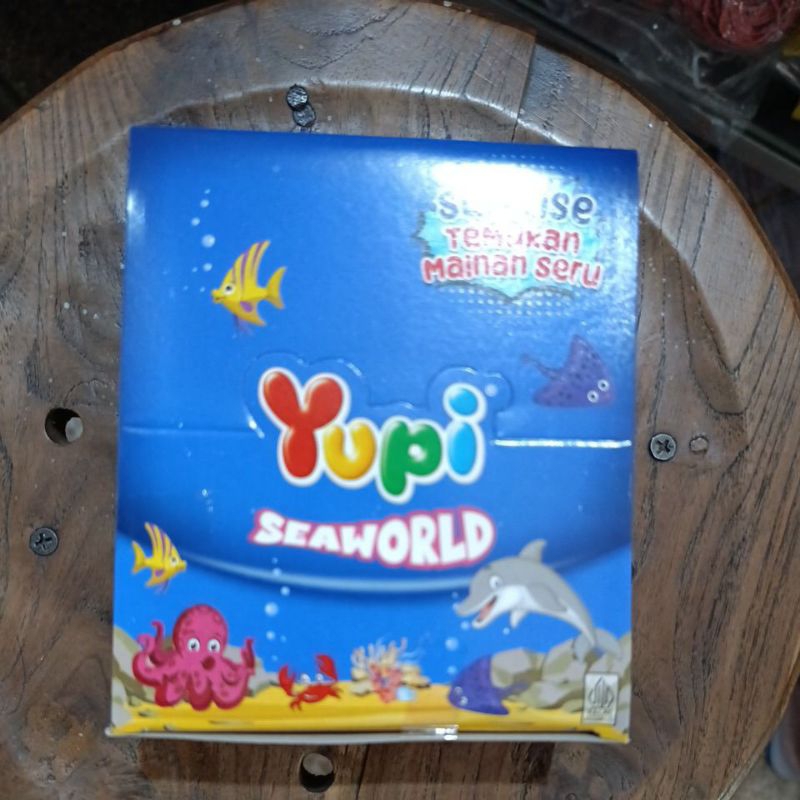 TEMUKAN
MAINAN SERU
Yupi
SEAWORLD